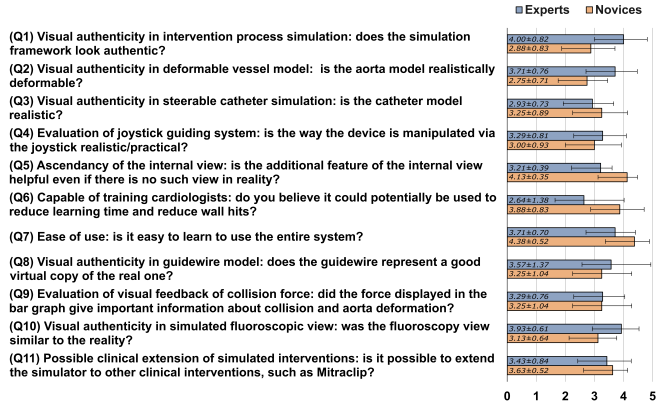 Experts Novices
(Q1) Visual authenticity in intervention process simulation: does the simulation
framework look authentic?
4.00±0.82
2.88±0.83
(Q2) Visual authenticity in deformable vessel model: is the aorta model realistically
deformable?
3.71±0.76
2.75±0.71
(Q3) Visual authenticity in steerable catheter simulation: is the catheter model
realistic?
2.93±0.73
3.25±0.89
(Q4) Evaluation of joystick guiding system: is the way the device is manipulated via
the joystick realistic/practical?
3.29±0.81
3.00±0.93
(Q5) Ascendancy of the internal view: is the additional feature of the internal view
helpful even if there is no such view in reality?
3.21±0.39
4.13±0.35
(Q6) Capable of training cardiologists: do you believe it could potentially be used to
reduce learning time and reduce wall hits?
2.64±1.38
3.88±0.83
(Q7) Ease of use: is it easy to learn to use the entire system?
3.71±0.70
4.38±0.52
(Q8) Visual authenticity in guidewire model: does the guidewire represent a good
virtual copy of the real one?
3.57±1.37
3.25±1.04
(Q9) Evaluation of visual feedback of collision force: did the force displayed in the
bar graph give important information about collision and aorta deformation?
3.29±0.76
3.25±1.04
(Q10) Visual authenticity in simulated fluoroscopic view: was the fluoroscopy view
similar to the reality?
3.93±0.61
3.13±0.64
(Q11) Possible clinical extension of simulated interventions: is it possible to extend
the simulator to other clinical interventions, such as Mitraclip?
3.43±0.84
3.63±0.52
0 1 2 3 4 5